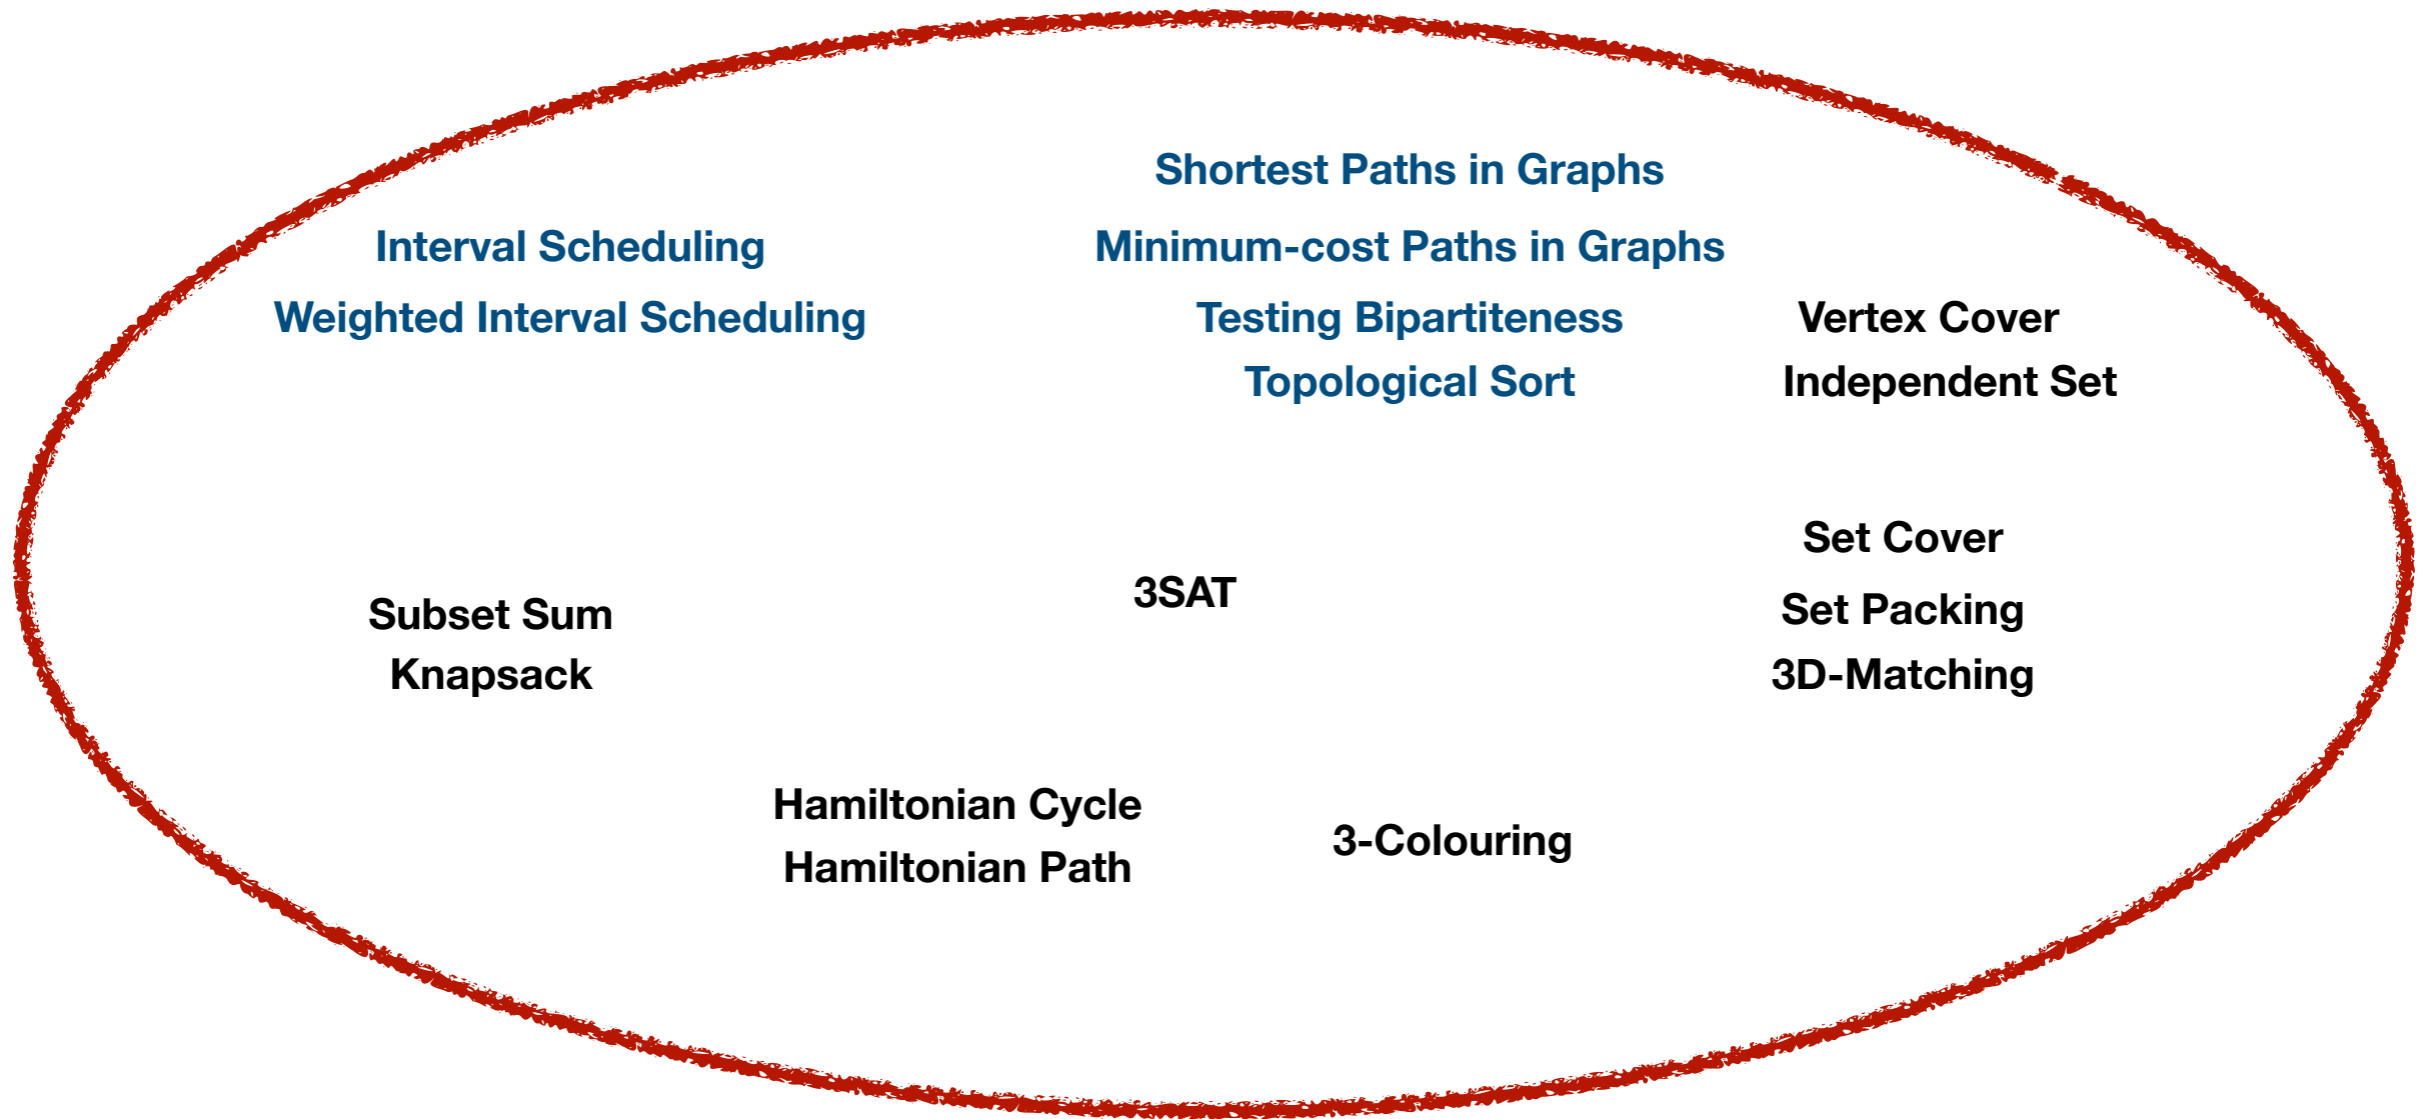 Shortest Paths in Graphs
Interval Scheduling
Minimum-cost Paths in Graphs
Weighted Interval Scheduling
Testing Bipartiteness
Vertex Cover
Topological Sort
Independent Set
Set Cover
3SAT
Subset Sum
Set Packing
Knapsack
3D-Matching
Hamiltonian Cycle
3-Colouring
Hamiltonian Path